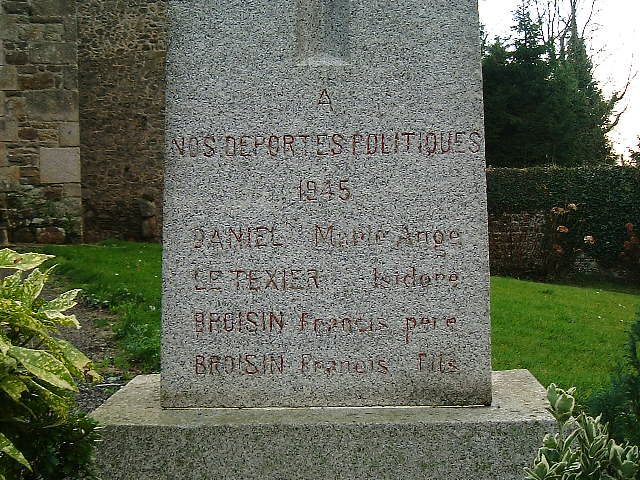 A
NOS DEPORTES POLITIQUES
1945
DANIEL Marie Ange
LE TEXIER Isidore
BROISIN Francis père
BROISIN Francis fils